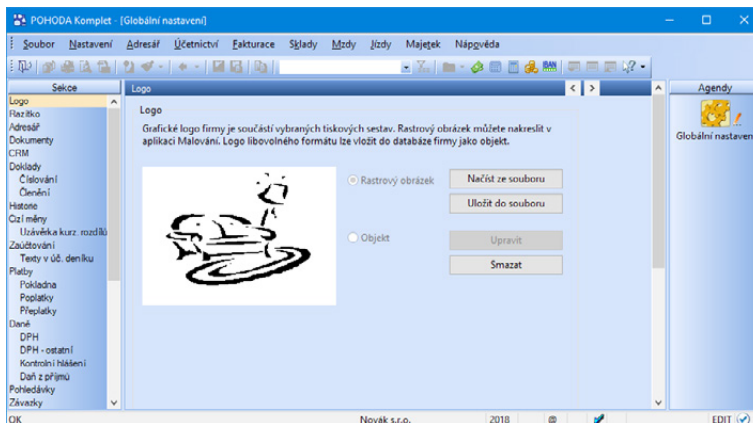 POHODA Komplet - [Globální nastavení]
Soubor Nastavení Adresář Účetnictví Fakturace Sklady Mzdy Jízdy Majetek Nápověda
Sekce
Logo
Razítko
Adresář
Dokumenty
CRM
Doklady
Číslování
Členění
Historie
Cizí měny
Uzávěrka kurz. rozdílů
Zaúčtování
Texty v úč. deníku
Platby
Pokladna
Poplatky
Přeplatky
Daně
DPH
DPH - ostatní
Kontrolní hlášení
Daň z příjmů
Pohledávky
Závazky
Logo
Logo
Grafické logo firmy je součástí vybraných tiskových sestav. Rastrový obrázek můžete nakreslit v
aplikaci Malování. Logo libovolného formátu lze vložit do databáze firmy jako objekt.
Rastrový obrázek
Načíst ze souboru
Uložit do souboru
Objekt
Upravit
Smazat
Agendy
Globální nastaven
OK Novák s.r.o. 2018 @ EDIT